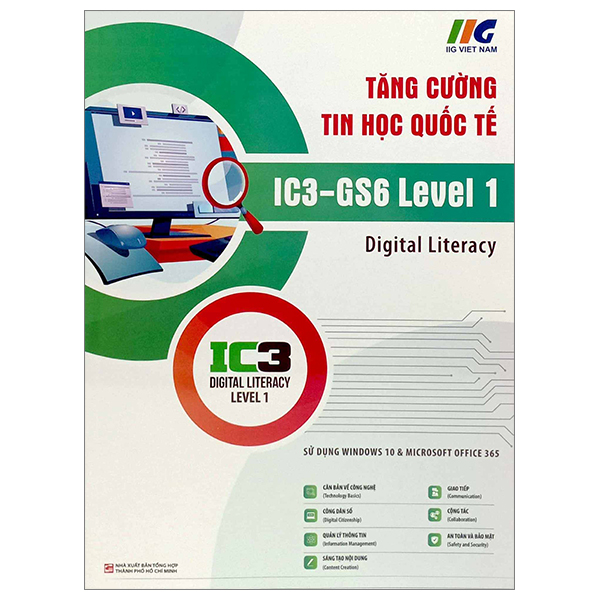 IIG
IIG VIET NAM
TĂNG CƯỜNG
TIN HỌC QUỐC TẾ
IC3-GS6 Level 1
Digital Literacy
IC3
DIGITAL LITERACY
LEVEL 1
SỬ DỤNG WINDOWS 10 & MICROSOFT OFFICE 365
CĂN BẢN VỀ CÔNG NGHỆ
(Technology Basics)
CÔNG DÂN SỐ
(Digital Citizenship)
QUẢN LÝ THÔNG TIN
(Information Management)
SÁNG TẠO NỘI DUNG
(Content Creation)
GIAO TIẾP
(Communication)
CỘNG TÁC
(Collaboration)
AN TOÀN VÀ BẢO MẬT
(Safety and Security)
NHÀ XUẤT BẢN TỔNG HỢP
THÀNH PHỐ HỒ CHÍ MINH